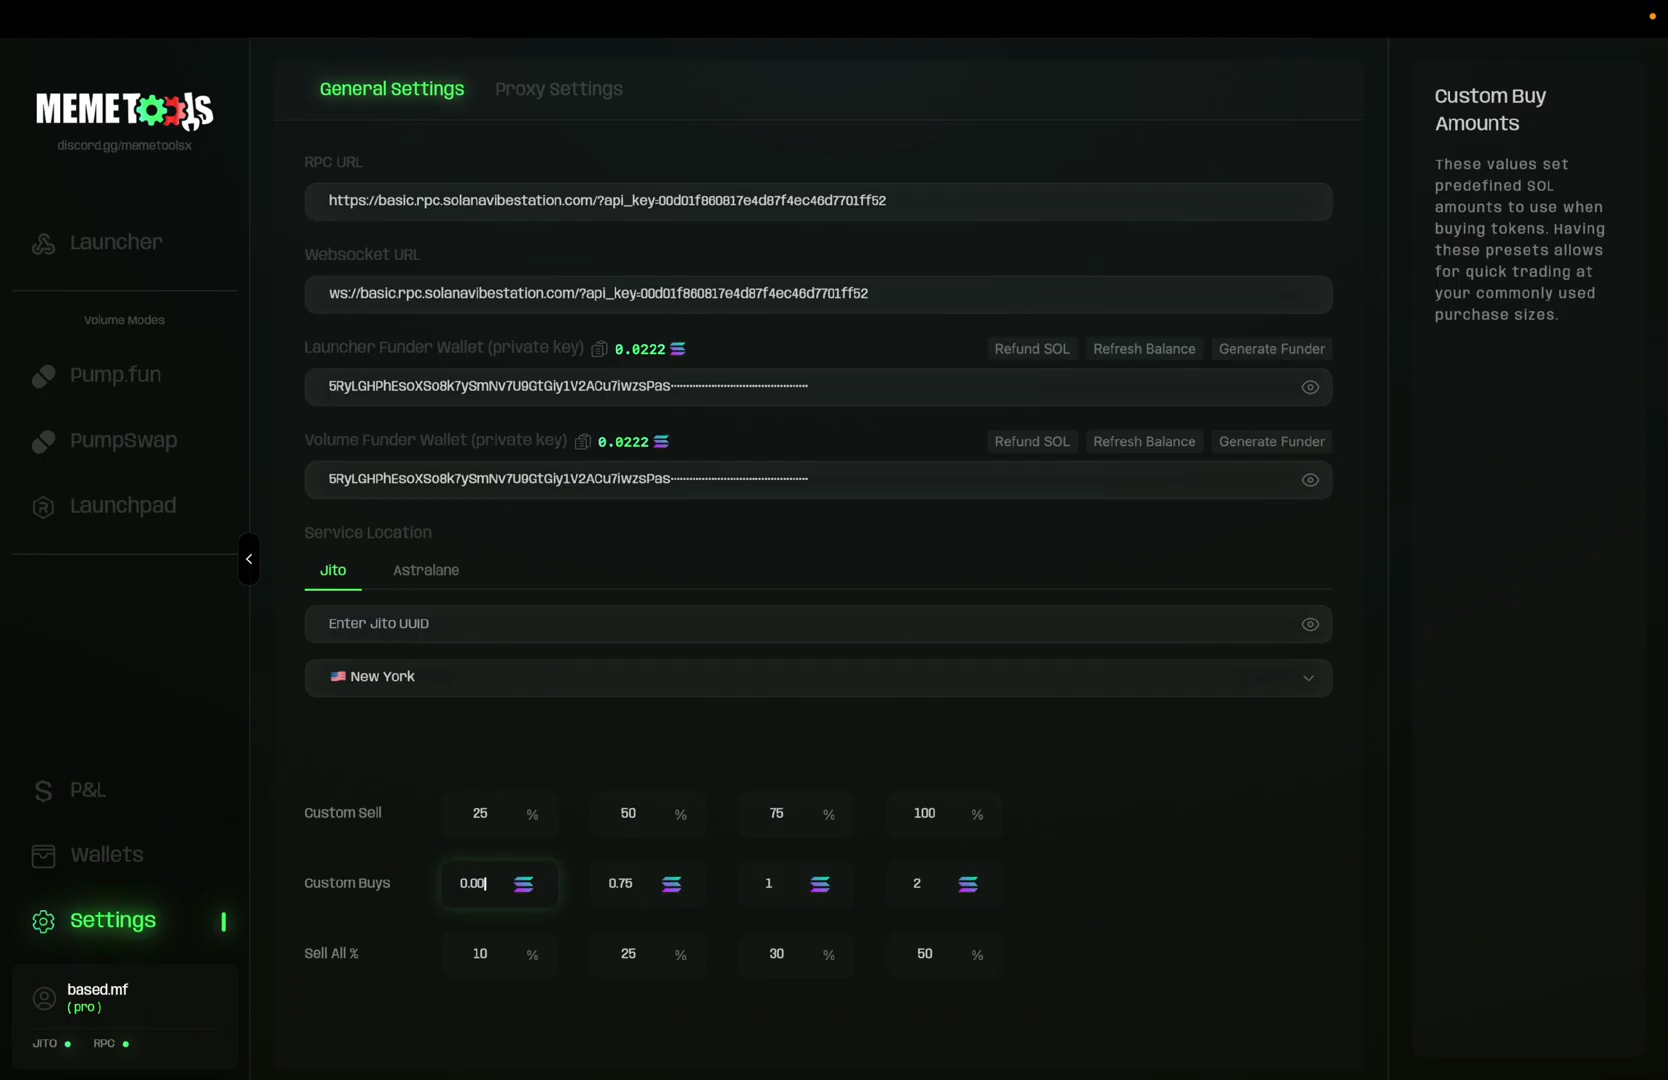 MEMETOOLS
discord.gg/memetoolsx
Launcher
Volume Modes
Pump.fun
PumpSwap
Launchpad
P&L
Wallets
Settings
based.mf
(pro)
JITO
RPC
General Settings
Proxy Settings
RPC URL
https://basic.rpc.solanavibestation.com/?api_key=00d01f860817e4d87f4ec46d7701ff52
Websocket URL
ws://basic.rpc.solanavibestation.com/?api_key=00d01f860817e4d87f4ec46d7701ff52
Launcher Funder Wallet (private key) 0.0222
Refund SOL Refresh Balance Generate Funder
5RyLGHPhEsoXSo8k7ySmNv7U9GtGiy1V2ACu7iwzsPas
Volume Funder Wallet (private key) 0.0222
Refund SOL Refresh Balance Generate Funder
5RyLGHPhEsoXSo8k7ySmNv7U9GtGiy1V2ACu7iwzsPas
Service Location
Jito Astralane
Enter Jito UUID
New York
Custom Sell 25 % 50 % 75 % 100 %
Custom Buys 0.00 0.75 1 2
Sell All % 10 % 25 % 30 % 50 %
Custom Buy
Amounts
These values set
predefined SOL
amounts to use when
buying tokens. Having
these presets allows
for quick trading at
your commonly used
purchase sizes.